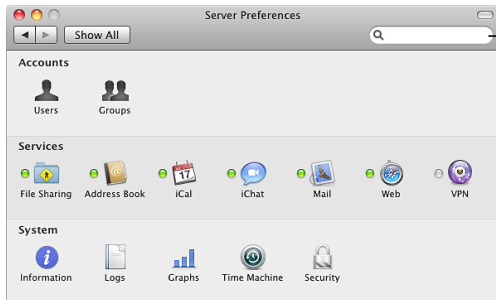 Server Preferences
Show All
Accounts
Users Groups
Services
17
File Sharing Address Book iCal iChat Mail Web VPN
System
Information Logs Graphs Time Machine Security